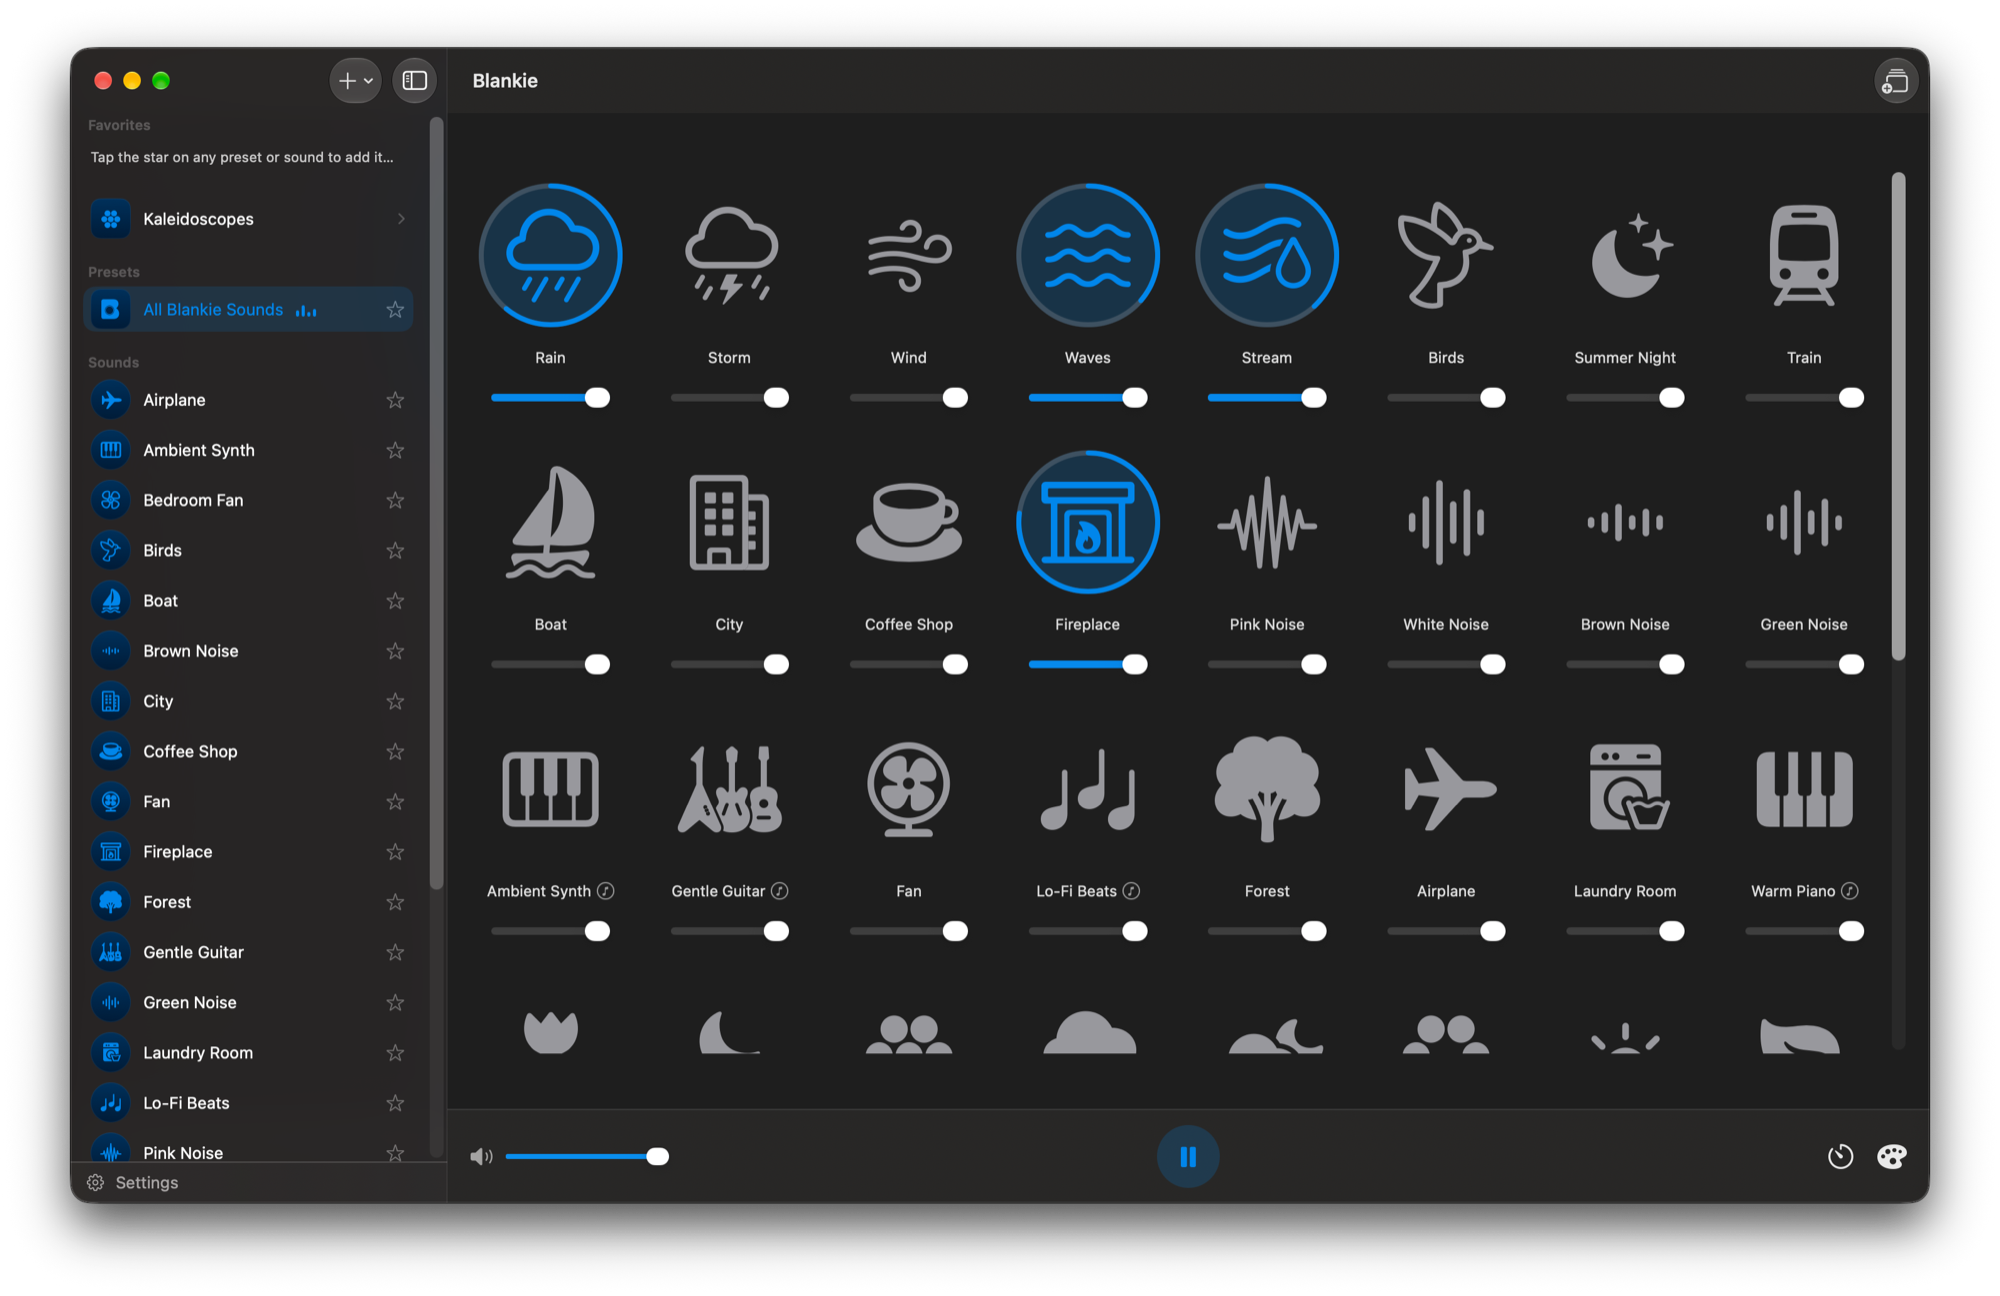 Blankie
Favorites
Tap the star on any preset or sound to add it...
Kaleidoscopes
Presets
All Blankie Sounds
Sounds
Airplane
Ambient Synth
Bedroom Fan
Birds
Boat
Brown Noise
City
Coffee Shop
Fan
Fireplace
Forest
Gentle Guitar
Green Noise
Laundry Room
Lo-Fi Beats
Pink Noise
Settings
Rain Storm Wind Waves Stream Birds Summer Night Train
Boat City Coffee Shop Fireplace Pink Noise White Noise Brown Noise Green Noise
Ambient Synth Gentle Guitar Fan Lo-Fi Beats Forest Airplane Laundry Room Warm Piano